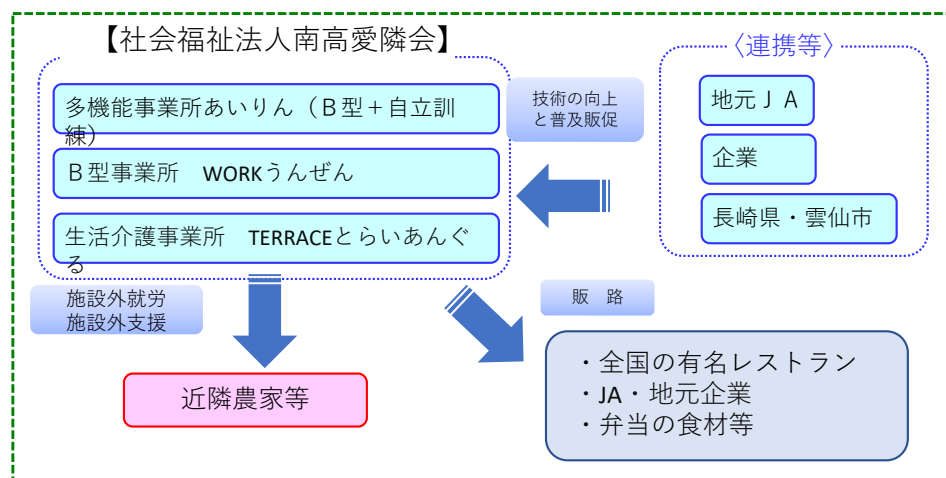 【社会福祉法人南高愛隣会】
多機能事業所あいりん（Ｂ型＋自立訓
練）
Ｂ型事業所　WORKうんぜん
生活介護事業所　TERRACEとらいあんぐ
る
技術の向上
と普及販促
〈連携等〉
地元ＪＡ
企業
長崎県・雲仙市
施設外就労
施設外支援
近隣農家等
販　路
・全国の有名レストラン
・JA・地元企業
・弁当の食材等